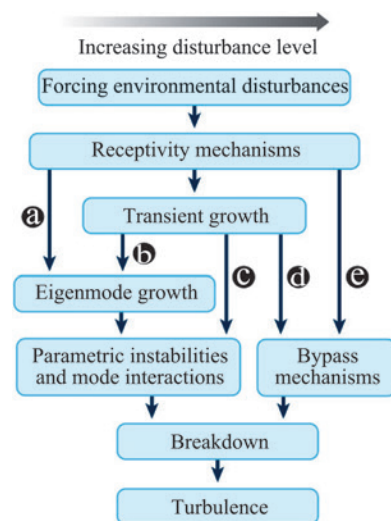 Increasing disturbance level
Forcing environmental disturbances
Receptivity mechanisms
a
Transient growth
b
c
d
e
Eigenmode growth
Parametric instabilities
and mode interactions
Bypass
mechanisms
Breakdown
Turbulence